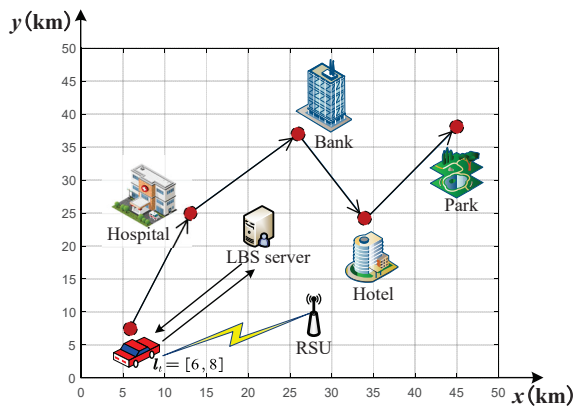 y(km)
50
45
40
35
30
25
20
15
10
5
0
Bank
Park
Hospital
LBS server
Hotel
RSU
l_t = [6, 8]
0 5 10 15 20 25 30 35 40 45 50
x(km)